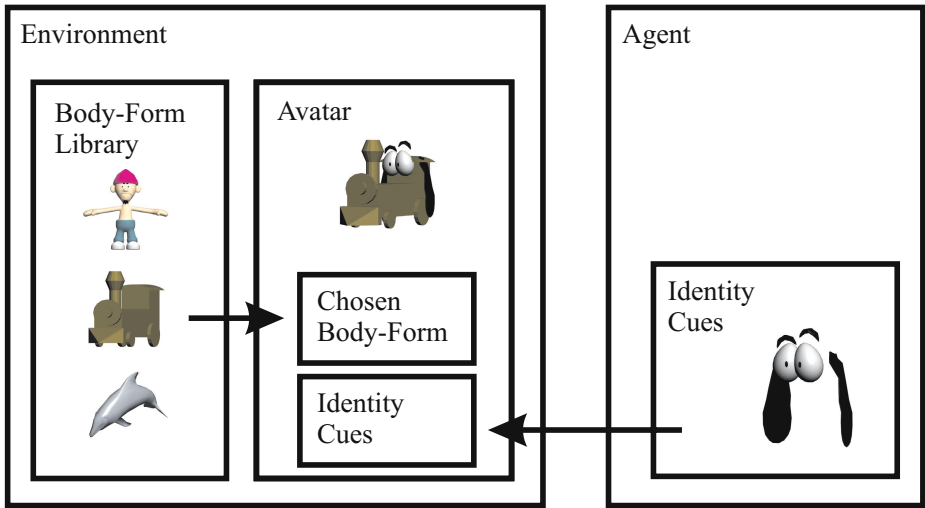 Environment
Body-Form
Library
Avatar
Chosen
Body-Form
Identity
Cues
Agent
Identity
Cues